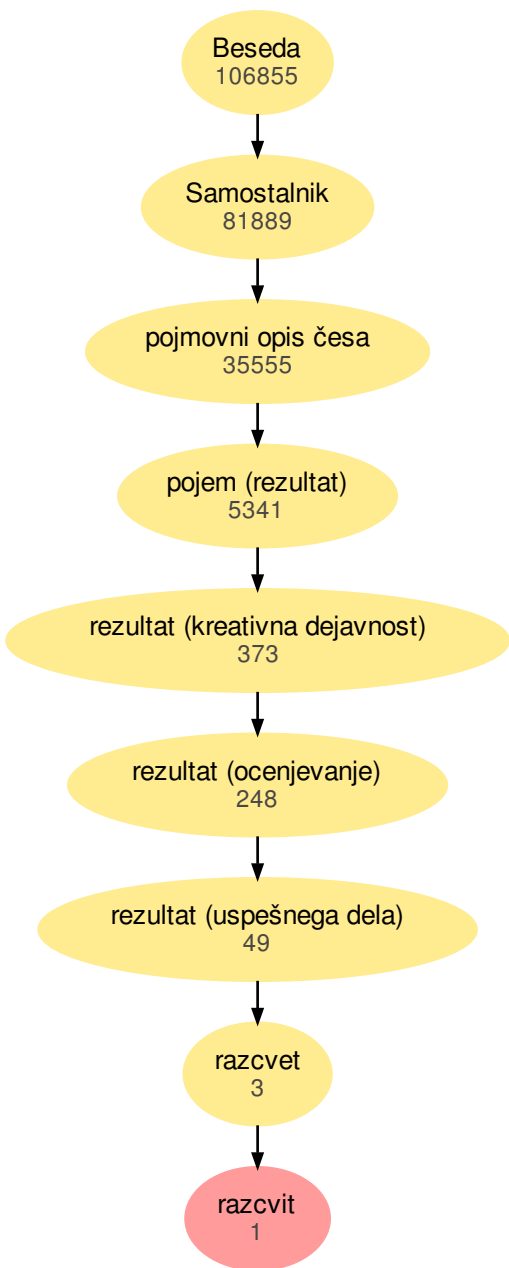 Beseda
106855
Samostalnik
81889
pojmovni opis česa
35555
pojem (rezultat)
5341
rezultat (kreativna dejavnost)
373
rezultat (ocenjevanje)
248
rezultat (uspešnega dela)
49
razcvet
3
razcvit
1